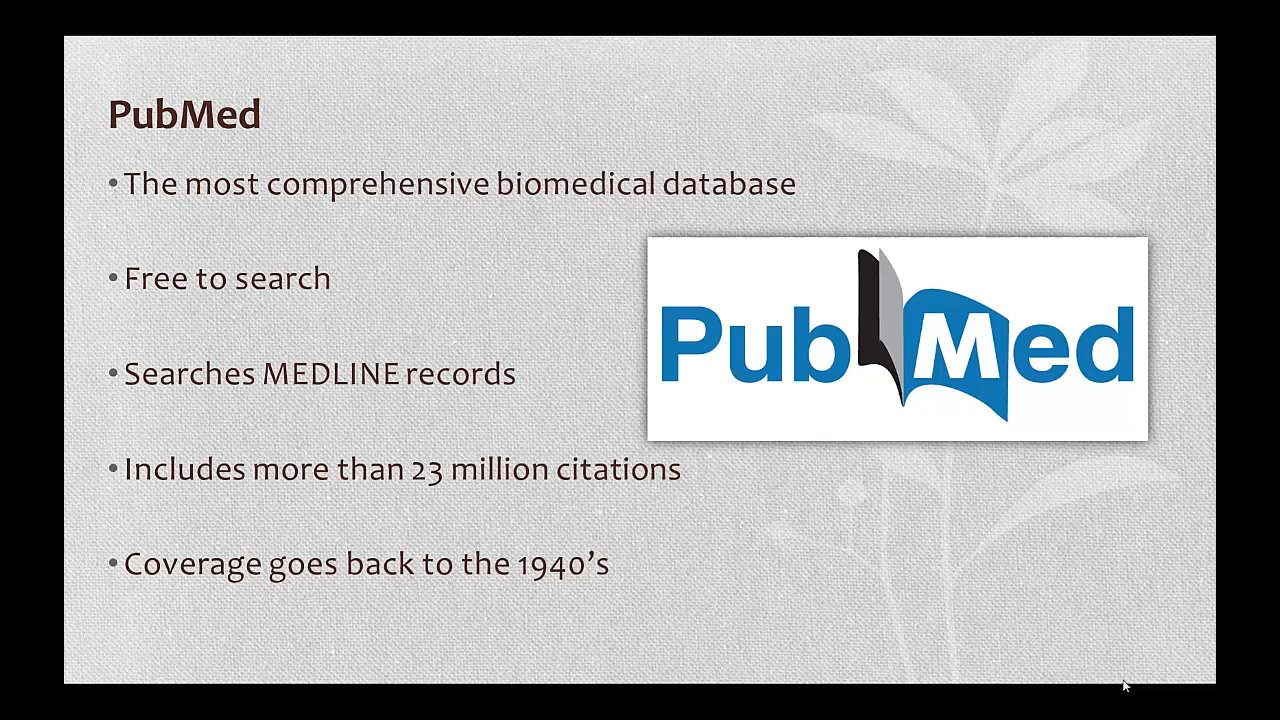 PubMed
• The most comprehensive biomedical database
• Free to search
PubMed
• Searches MEDLINE records
• Includes more than 23 million citations
• Coverage goes back to the 1940’s